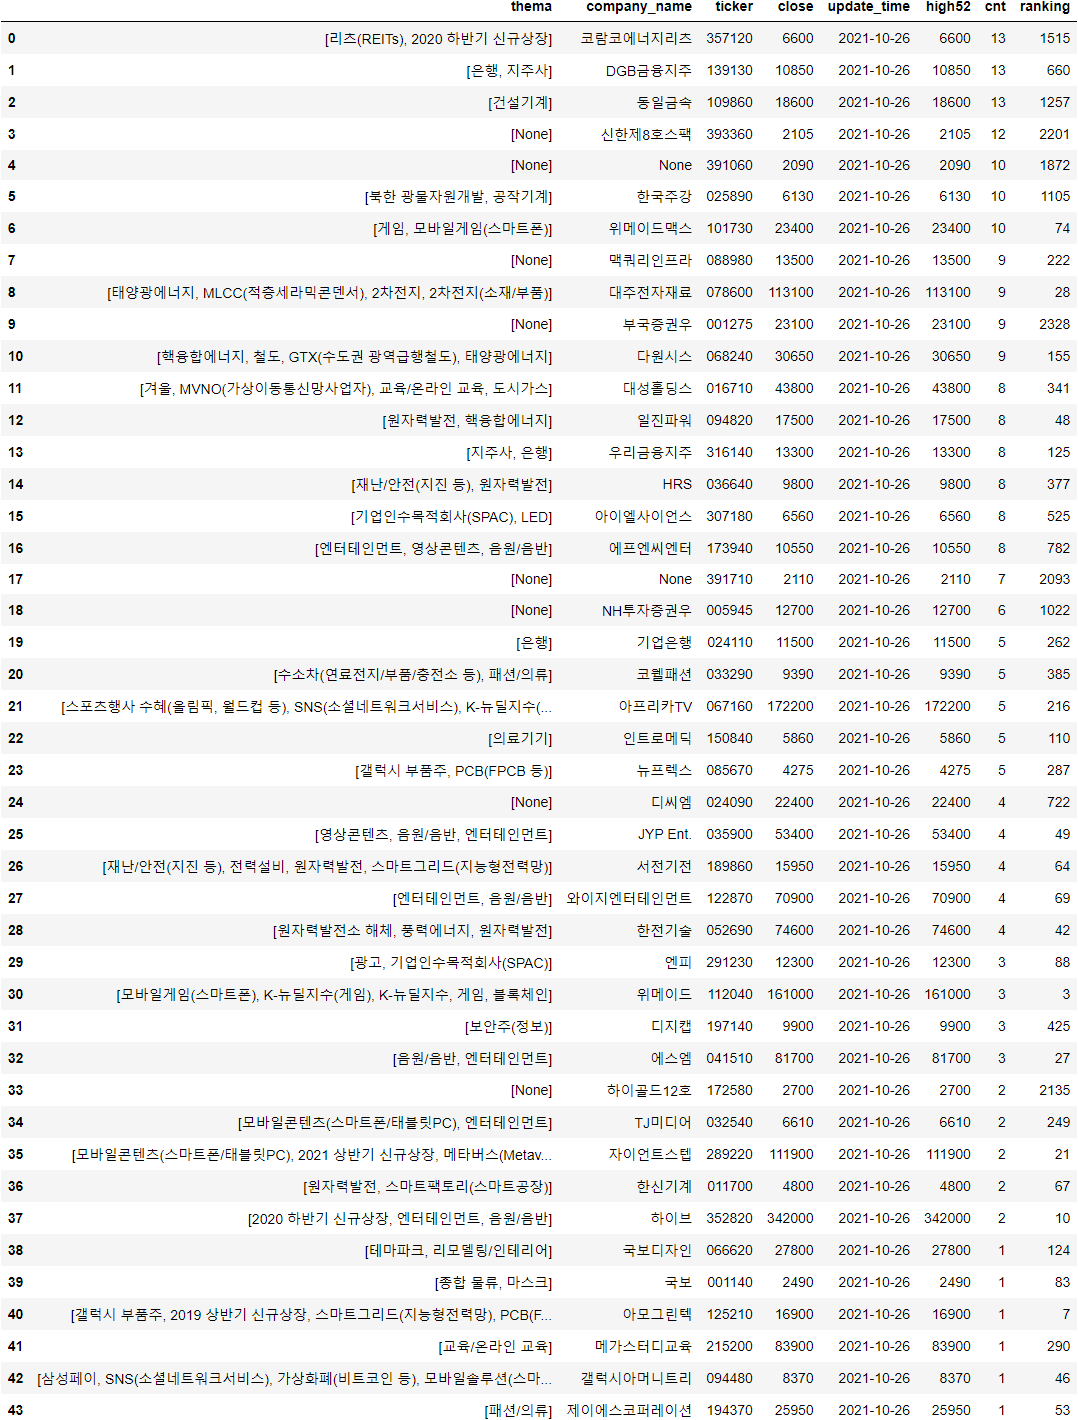 thema company_name ticker close update_time high52 cnt ranking
0 [리츠(REITs), 2020 하반기 신규상장] 코람코에너지리츠 357120 6600 2021-10-26 6600 13 1515
1 [은행, 지주사] DGB금융지주 139130 10850 2021-10-26 10850 13 660
2 [건설기계] 동일금속 109860 18600 2021-10-26 18600 13 1257
3 [None] 신한제8호스팩 393360 2105 2021-10-26 2105 12 2201
4 [None] None 391060 2090 2021-10-26 2090 10 1872
5 [북한 광물자원개발, 공작기계] 한국주강 025890 6130 2021-10-26 6130 10 1105
6 [게임, 모바일게임(스마트폰)] 위메이드맥스 101730 23400 2021-10-26 23400 10 74
7 [None] 맥쿼리인프라 088980 13500 2021-10-26 13500 9 222
8 [태양광에너지, MLCC(적층세라믹콘덴서), 2차전지, 2차전지(소재/부품)] 대주전자재료 078600 113100 2021-10-26 113100 9 28
9 [None] 부국증권우 001275 23100 2021-10-26 23100 9 2328
10 [핵융합에너지, 철도, GTX(수도권 광역급행철도), 태양광에너지] 다원시스 068240 30650 2021-10-26 30650 9 155
11 [겨울, MVNO(가상이동통신망사업자), 교육/온라인 교육, 도시가스] 대성홀딩스 016710 43800 2021-10-26 43800 8 341
12 [원자력발전, 핵융합에너지] 일진파워 094820 17500 2021-10-26 17500 8 48
13 [지주사, 은행] 우리금융지주 316140 13300 2021-10-26 13300 8 125
14 [재난/안전(지진 등), 원자력발전] HRS 036640 9800 2021-10-26 9800 8 377
15 [기업인수목적회사(SPAC), LED] 아이엘사이언스 307180 6560 2021-10-26 6560 8 525
16 [엔터테인먼트, 영상콘텐츠, 음원/음반] 에프엔씨엔터 173940 10550 2021-10-26 10550 8 782
17 [None] None 391710 2110 2021-10-26 2110 7 2093
18 [None] NH투자증권우 005945 12700 2021-10-26 12700 6 1022
19 [은행] 기업은행 024110 11500 2021-10-26 11500 5 262
20 [수소차(연료전지/부품/충전소 등), 패션/의류] 코웰패션 033290 9390 2021-10-26 9390 5 385
21 [스포츠행사 수혜(올림픽, 월드컵 등), SNS(소셜네트워크서비스), K-뉴딜지수(... 아프리카TV 067160 172200 2021-10-26 172200 5 216
22 [의료기기] 인트로메딕 150840 5860 2021-10-26 5860 5 110
23 [갤럭시 부품주, PCB(FPCB 등)] 뉴프렉스 085670 4275 2021-10-26 4275 5 287
24 [None] 디씨엠 024090 22400 2021-10-26 22400 4 722
25 [영상콘텐츠, 음원/음반, 엔터테인먼트] JYP Ent. 035900 53400 2021-10-26 53400 4 49
26 [재난/안전(지진 등), 전력설비, 원자력발전, 스마트그리드(지능형전력망)] 서전기전 189860 15950 2021-10-26 15950 4 64
27 [엔터테인먼트, 음원/음반] 와이지엔터테인먼트 122870 70900 2021-10-26 70900 4 69
28 [원자력발전소 해체, 풍력에너지, 원자력발전] 한전기술 052690 74600 2021-10-26 74600 4 42
29 [광고, 기업인수목적회사(SPAC)] 엔피 291230 12300 2021-10-26 12300 3 88
30 [모바일게임(스마트폰), K-뉴딜지수(게임), K-뉴딜지수, 게임, 블록체인] 위메이드 112040 161000 2021-10-26 161000 3 3
31 [보안주(정보)] 디지캡 197140 9900 2021-10-26 9900 3 425
32 [음원/음반, 엔터테인먼트] 에스엠 041510 81700 2021-10-26 81700 3 27
33 [None] 하이골드12호 172580 2700 2021-10-26 2700 2 2135
34 [모바일콘텐츠(스마트폰/태블릿PC), 엔터테인먼트] TJ미디어 032540 6610 2021-10-26 6610 2 249
35 [모바일콘텐츠(스마트폰/태블릿PC), 2021 상반기 신규상장, 메타버스(Metav... 자이언트스텝 289220 111900 2021-10-26 111900 2 21
36 [원자력발전, 스마트팩토리(스마트공장)] 한신기계 011700 4800 2021-10-26 4800 2 67
37 [2020 하반기 신규상장, 엔터테인먼트, 음원/음반] 하이브 352820 342000 2021-10-26 342000 2 10
38 [테마파크, 리모델링/인테리어] 국보디자인 066620 27800 2021-10-26 27800 1 124
39 [종합 물류, 마스크] 국보 001140 2490 2021-10-26 2490 1 83
40 [갤럭시 부품주, 2019 상반기 신규상장, 스마트그리드(지능형전력망), PCB(F... 아모그린텍 125210 16900 2021-10-26 16900 1 7
41 [교육/온라인 교육] 메가스터디교육 215200 83900 2021-10-26 83900 1 290
42 [삼성페이, SNS(소셜네트워크서비스), 가상화폐(비트코인 등), 모바일솔루션(스마... 갤럭시아머니트리 094480 8370 2021-10-26 8370 1 46
43 [패션/의류] 제이에스코퍼레이션 194370 25950 2021-10-26 25950 1 53